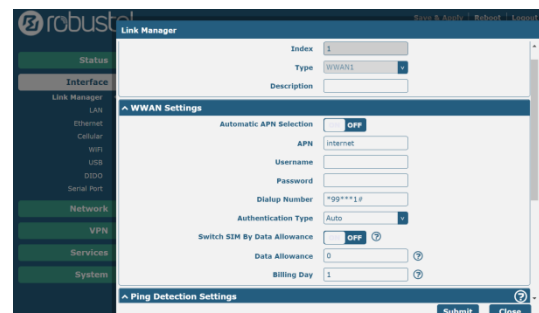 robustel
Save & Apply | Reboot | Logout
Link Manager
Index 1
Type WWAN1 v
Description
Status
Interface
Link Manager
LAN
Ethernet
Cellular
WiFi
USB
DIDO
Serial Port
Network
VPN
Services
System
^ WWAN Settings
Automatic APN Selection OFF
APN internet
Username
Password
Dialup Number *99***1#
Authentication Type Auto v
Switch SIM By Data Allowance OFF ?
Data Allowance 0 ?
Billing Day 1 ?
^ Ping Detection Settings ?
Submit Close